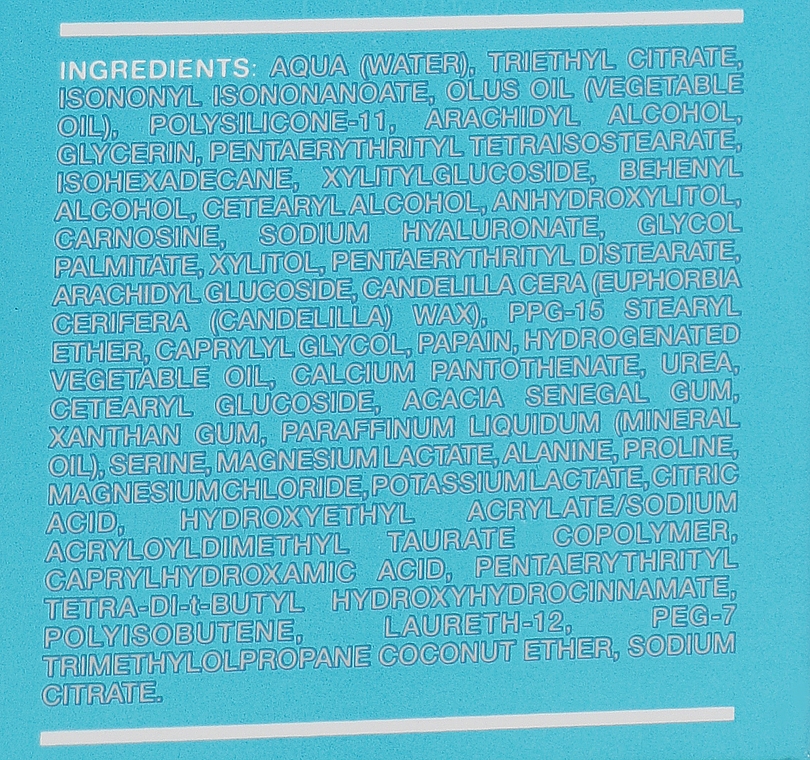 INGREDIENTS: AQUA (WATER), TRIETHYL CITRATE,
ISONONYL ISONONANOATE, OLUS OIL (VEGETABLE
OIL), POLYSILICONE-11, ARACHIDYL ALCOHOL,
GLYCERIN, PENTAERYTHRITYL TETRAISOSTEARATE,
ISOHEXADECANE, XYLITYLGLUCOSIDE, BEHENYL
ALCOHOL, CETEARYL ALCOHOL, ANHYDROXYLITOL,
CARNOSINE, SODIUM HYALURONATE, GLYCOL
PALMITATE, XYLITOL, PENTAERYTHRITYL DISTEARATE,
ARACHIDYL GLUCOSIDE, CANDELILLA CERA (EUPHORBIA
CERIFERA (CANDELILLA) WAX), PPG-15 STEARYL
ETHER, CAPRYLYL GLYCOL, PAPAIN, HYDROGENATED
VEGETABLE OIL, CALCIUM PANTOTHENATE, UREA,
CETEARYL GLUCOSIDE, ACACIA SENEGAL GUM,
XANTHAN GUM, PARAFFINUM LIQUIDUM (MINERAL
OIL), SERINE, MAGNESIUM LACTATE, ALANINE, PROLINE,
MAGNESIUM CHLORIDE, POTASSIUM LACTATE, CITRIC
ACID, HYDROXYETHYL ACRYLATE/SODIUM
ACRYLOYLDIMETHYL TAURATE COPOLYMER,
CAPRYLHYDROXAMIC ACID, PENTAERYTHRITYL
TETRA-DI-t-BUTYL HYDROXYHYDROCINNAMATE,
POLYISOBUTENE, LAURETH-12, PEG-7
TRIMETHYLOLPROPANE COCONUT ETHER, SODIUM
CITRATE.